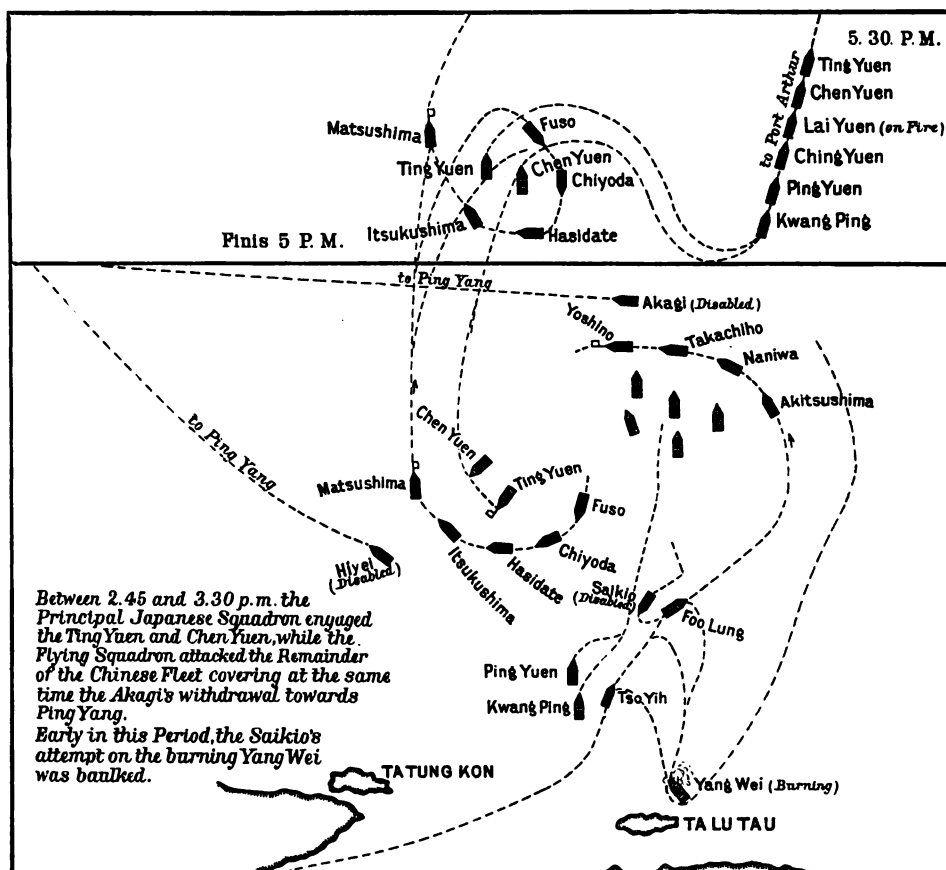 5.30. P.M.
to Port Arthur
Ting Yuen
Chen Yuen
Lai Yuen (on Fire)
Ching Yuen
Ping Yuen
Kwang Ping
Matsushima
Fuso
Ting Yuen
Chen Yuen
Chiyoda
Itsukushima
Hasidate
Finis 5 P.M.
to Ping Yang
Akagi (Disabled)
Yoshino
Takachiho
Naniwa
Akitsushima
to Ping Yang
Chen Yuen
Ting Yuen
Matsushima
Fuso
Chiyoda
Hasidate
Itsukushima
Hiyei
(Disabled)
Saikio
(Disabled)
Foo Lung
Ping Yuen
Kwang Ping
Tso Yih
Between 2.45 and 3.30 p.m. the
Principal Japanese Squadron engaged
the Ting Yuen and Chen Yuen, while the
Flying Squadron attacked the Remainder
of the Chinese Fleet covering at the same
time the Akagi's withdrawal towards
Ping Yang.
Early in this Period, the Saikio's
attempt on the burning Yang Wei
was baulked.
TATUNG KON
Yang Wei (Burning)
TALU TAU